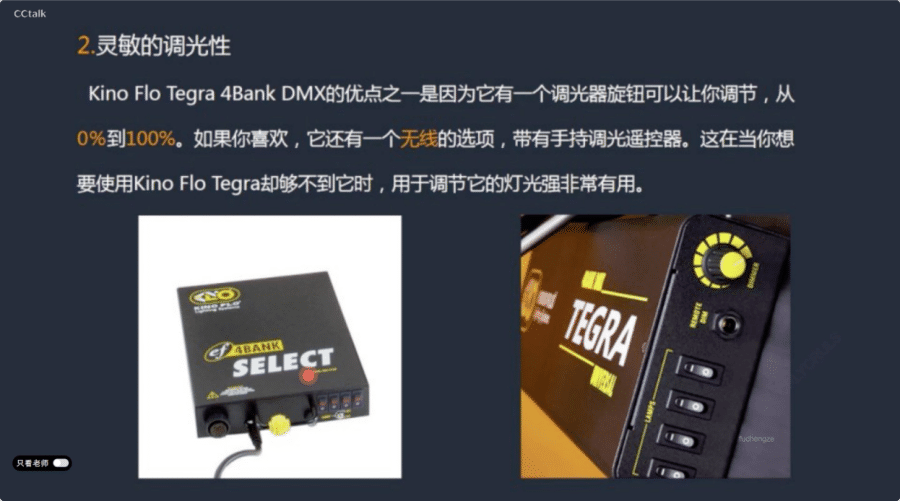 CCtalk
2.灵敏的调光性
Kino Flo Tegra 4Bank DMX的优点之一是因为它有一个调光器旋钮可以让你调节，从
0%到100%。如果你喜欢，它还有一个无线的选项，带有手持调光遥控器。这在当你想
要使用Kino Flo Tegra却够不到它时，用于调节它的灯光强非常有用。
KINO FLO
Lighting Systems
cf 4BANK
SELECT
TEGRA
DIMMER
REMOTE
DIM
LAMPS
fuchengze
只看老师